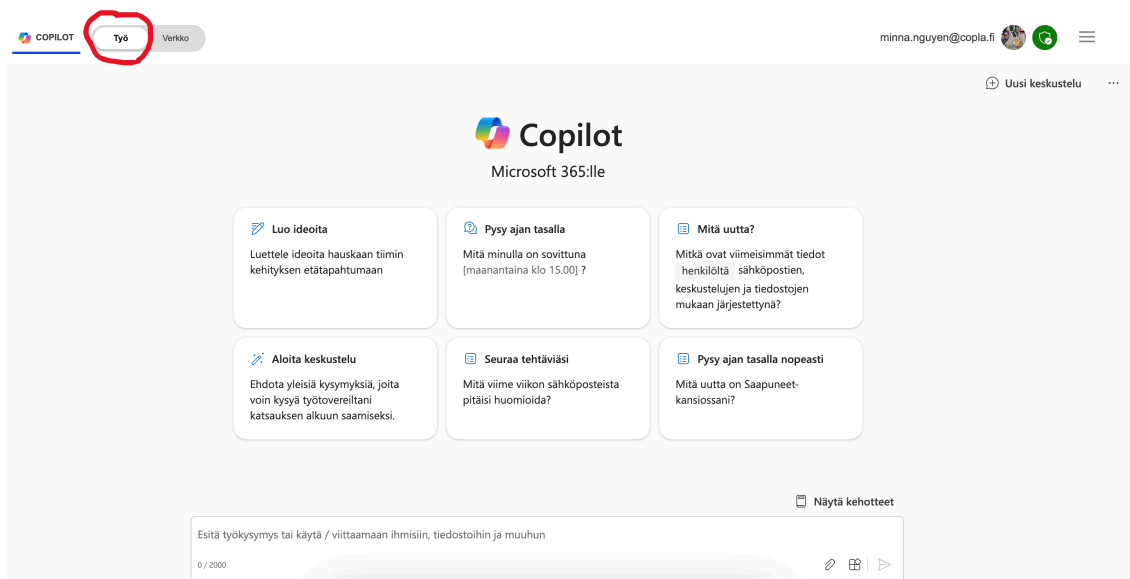 COPILOT
Työ
Verkko
minna.nguyen@copla.fi
Uusi keskustelu
Copilot
Microsoft 365:lle
Luo ideoita
Luettele ideoita hauskaan tiimin
kehityksen etätapahtumaan
Pysy ajan tasalla
Mitä minulla on sovittuna
[maanantaina klo 15.00] ?
Mitä uutta?
Mitkä ovat viimeisimmät tiedot
henkilöltä sähköpostien,
keskustelujen ja tiedostojen
mukaan järjestettynä?
Aloita keskustelu
Ehdota yleisiä kysymyksiä, joita
voin kysyä työtovereiltani
katsauksen alkuun saamiseksi.
Seuraa tehtäviäsi
Mitä viime viikon sähköposteista
pitäisi huomioida?
Pysy ajan tasalla nopeasti
Mitä uutta on Saapuneet-
kansiossani?
Näytä kehotteet
Esitä työkysymys tai käytä / viittaamaan ihmisiin, tiedostoihin ja muuhun
0 / 2000